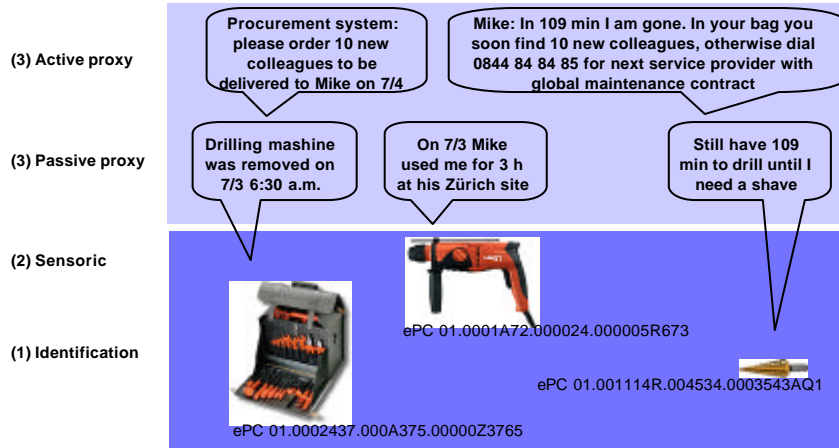 Procurement system:
please order 10 new
colleagues to be
delivered to Mike on 7/4
Mike: In 109 min I am gone. In your bag you
soon find 10 new colleagues, otherwise dial
0844 84 84 85 for next service provider with
global maintenance contract
(3) Active proxy
(3) Passive proxy
Drilling mashine
was removed on
7/3 6:30 a.m.
On 7/3 Mike
used me for 3 h
at his Zürich site
Still have 109
min to drill until I
need a shave
(2) Sensoric
ePC 01.0001A72.000024.000005R673
(1) Identification
ePC 01.001114R.004534.0003543AQ1
ePC 01.0002437.000A375.00000Z3765